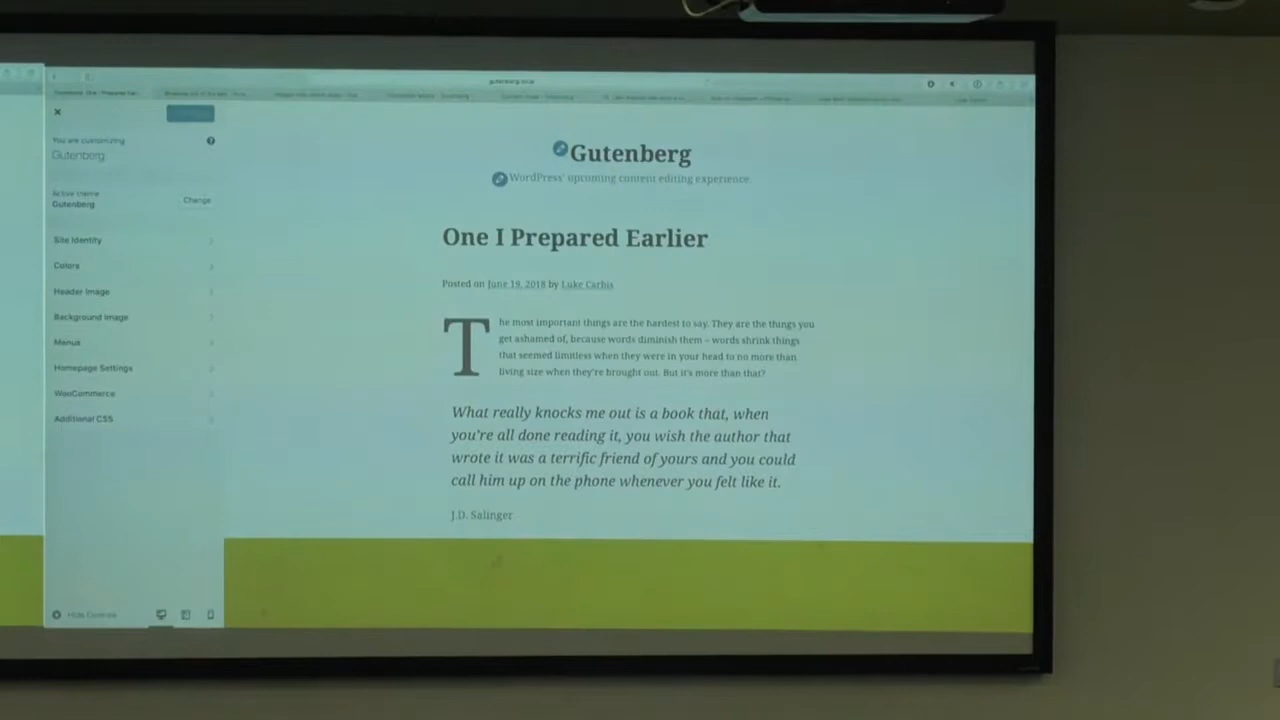 gutenberg.local
You are customizing
Gutenberg
Active theme
Gutenberg
Change
Site Identity
Colors
Header Image
Background Image
Menus
Homepage Settings
WooCommerce
Additional CSS
Hide Controls
Gutenberg
WordPress' upcoming content editing experience.
One I Prepared Earlier
Posted on June 19, 2018 by Luke Carbis
The most important things are the hardest to say. They are the things you
get ashamed of, because words diminish them – words shrink things
that seemed limitless when they were in your head to no more than
living size when they're brought out. But it's more than that?
What really knocks me out is a book that, when
you're all done reading it, you wish the author that
wrote it was a terrific friend of yours and you could
call him up on the phone whenever you felt like it.
J.D. Salinger